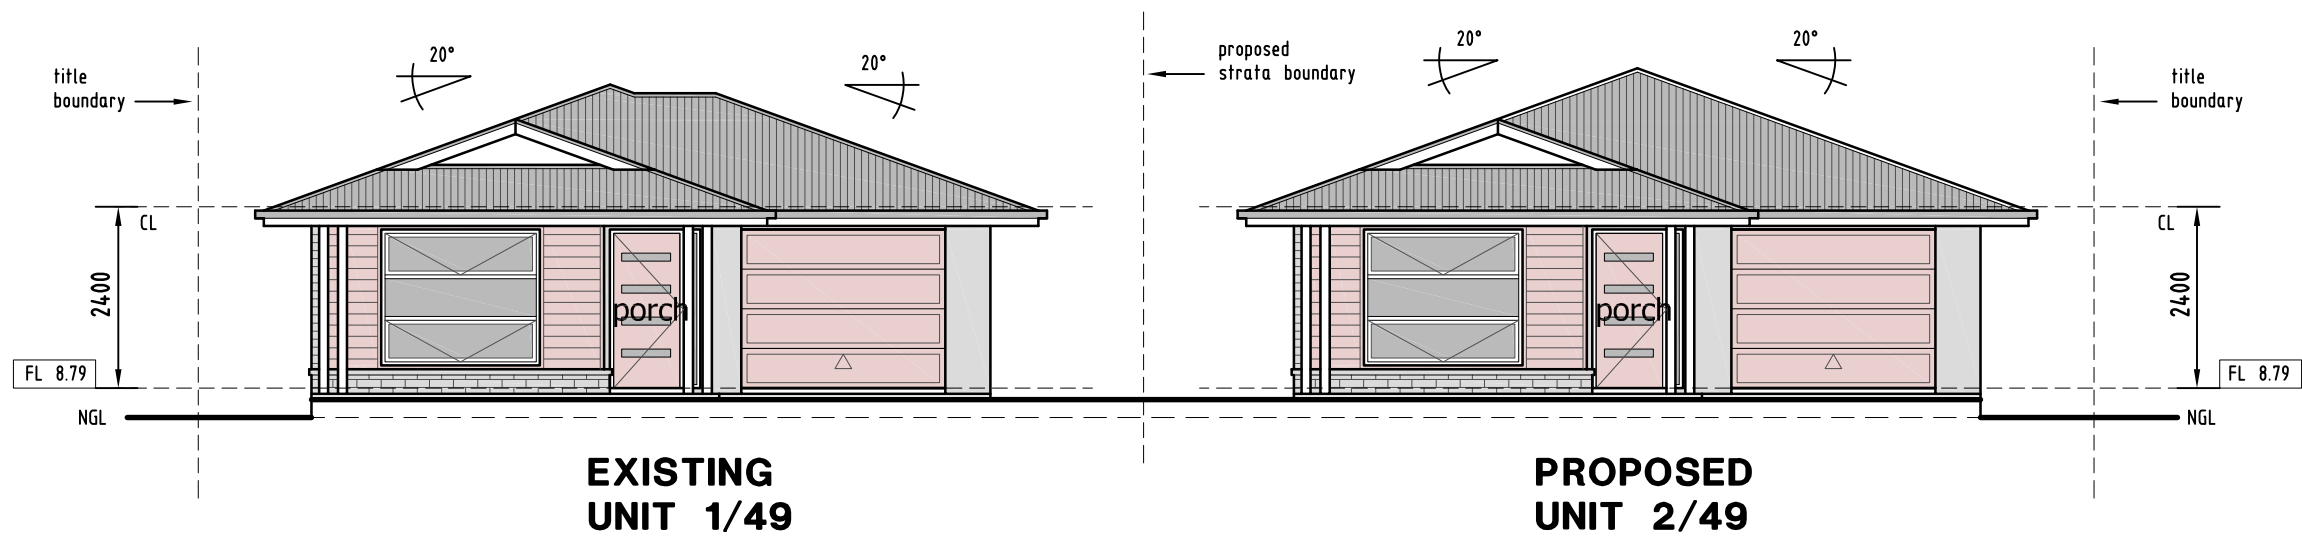 20°
20°
20°
20°
title
boundary
proposed
strata boundary
title
boundary
CL
CL
2400
2400
porch
porch
FL 8.79
FL 8.79
NGL
NGL
EXISTING
UNIT 1/49
PROPOSED
UNIT 2/49